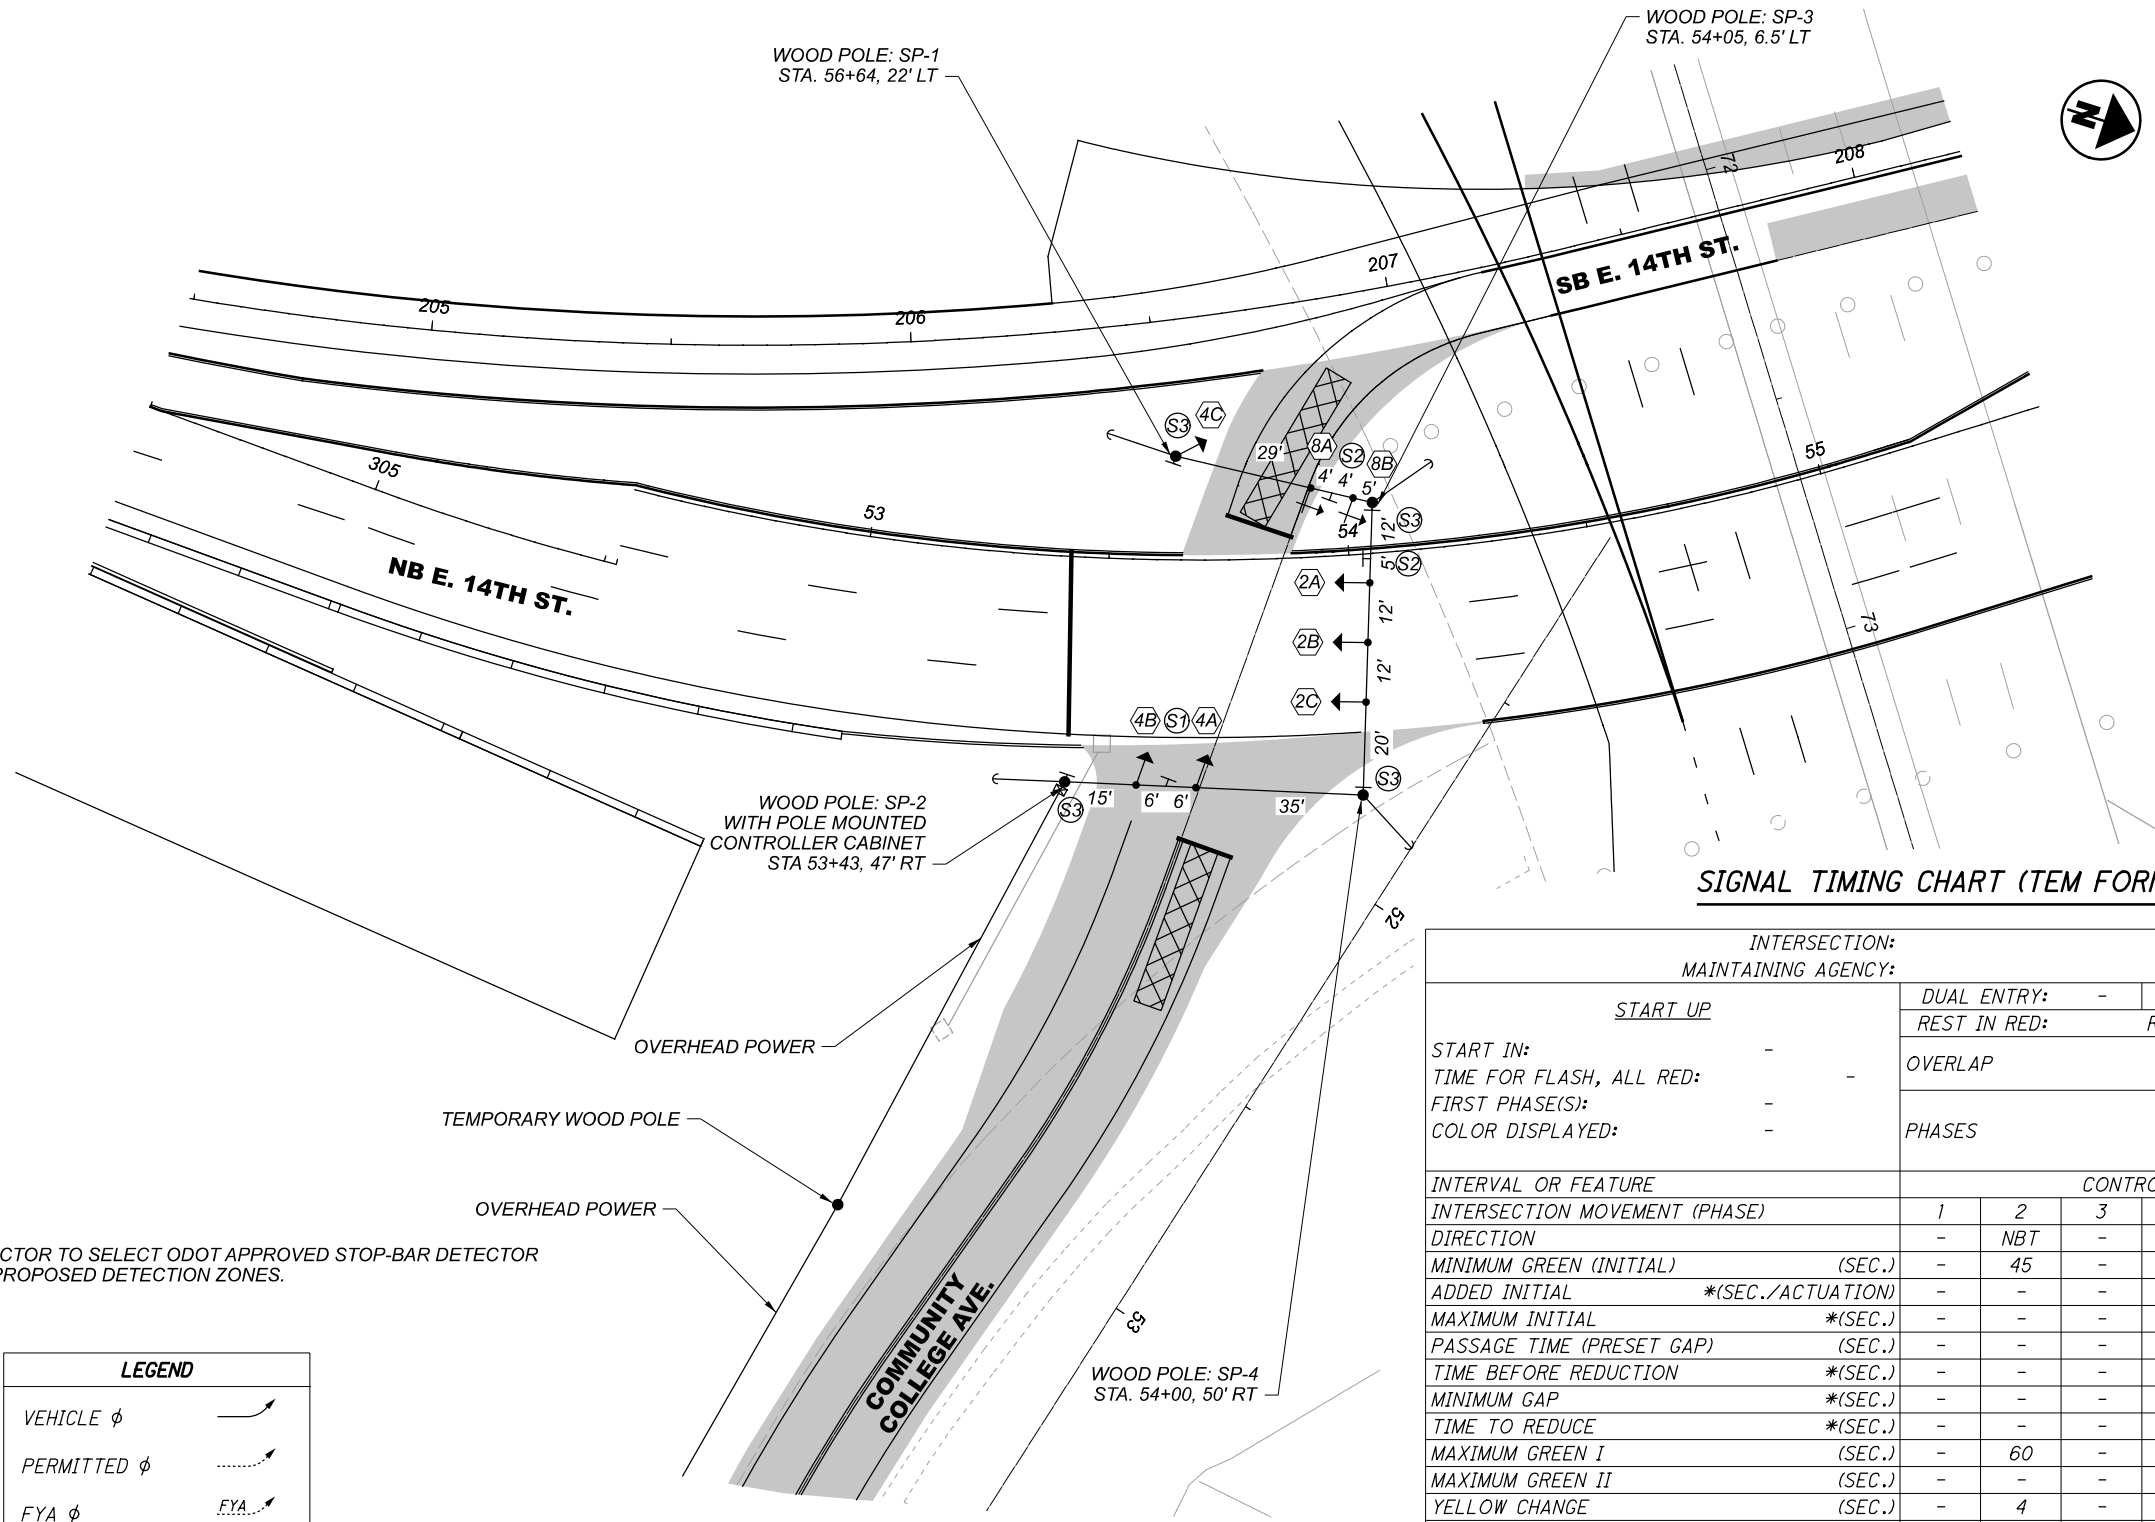 WOOD POLE: SP-1
STA. 56+64, 22' LT
WOOD POLE: SP-3
STA. 54+05, 6.5' LT
N
72
208
207
SB E. 14TH ST.
205
206
305
53
55
73
NB E. 14TH ST.
S3
4C
29'
8A
S2
8B
4'
4'
5'
54
12'
S3
5'
S2
2A
12'
2B
12'
2C
20'
4B
S1
4A
S3
15'
6'
6'
35'
S3
WOOD POLE: SP-2
WITH POLE MOUNTED
CONTROLLER CABINET
STA 53+43, 47' RT
52
53
OVERHEAD POWER
TEMPORARY WOOD POLE
OVERHEAD POWER
COMMUNITY
COLLEGE AVE.
WOOD POLE: SP-4
STA. 54+00, 50' RT
CTOR TO SELECT ODOT APPROVED STOP-BAR DETECTOR
PROPOSED DETECTION ZONES.
LEGEND
VEHICLE ϕ
PERMITTED ϕ
FYA ϕ FYA
SIGNAL TIMING CHART (TEM FORM
INTERSECTION:
MAINTAINING AGENCY:
START UP
DUAL ENTRY: -
REST IN RED: R
START IN: -
TIME FOR FLASH, ALL RED: -
FIRST PHASE(S): -
COLOR DISPLAYED: -
OVERLAP
PHASES
INTERVAL OR FEATURE CONTRO
INTERSECTION MOVEMENT (PHASE) 1 2 3
DIRECTION - NBT -
MINIMUM GREEN (INITIAL) (SEC.) - 45 -
ADDED INITIAL *(SEC./ACTUATION) - - -
MAXIMUM INITIAL *(SEC.) - - -
PASSAGE TIME (PRESET GAP) (SEC.) - - -
TIME BEFORE REDUCTION *(SEC.) - - -
MINIMUM GAP *(SEC.) - - -
TIME TO REDUCE *(SEC.) - - -
MAXIMUM GREEN I (SEC.) - 60 -
MAXIMUM GREEN II (SEC.) - - -
YELLOW CHANGE (SEC.) - 4 -